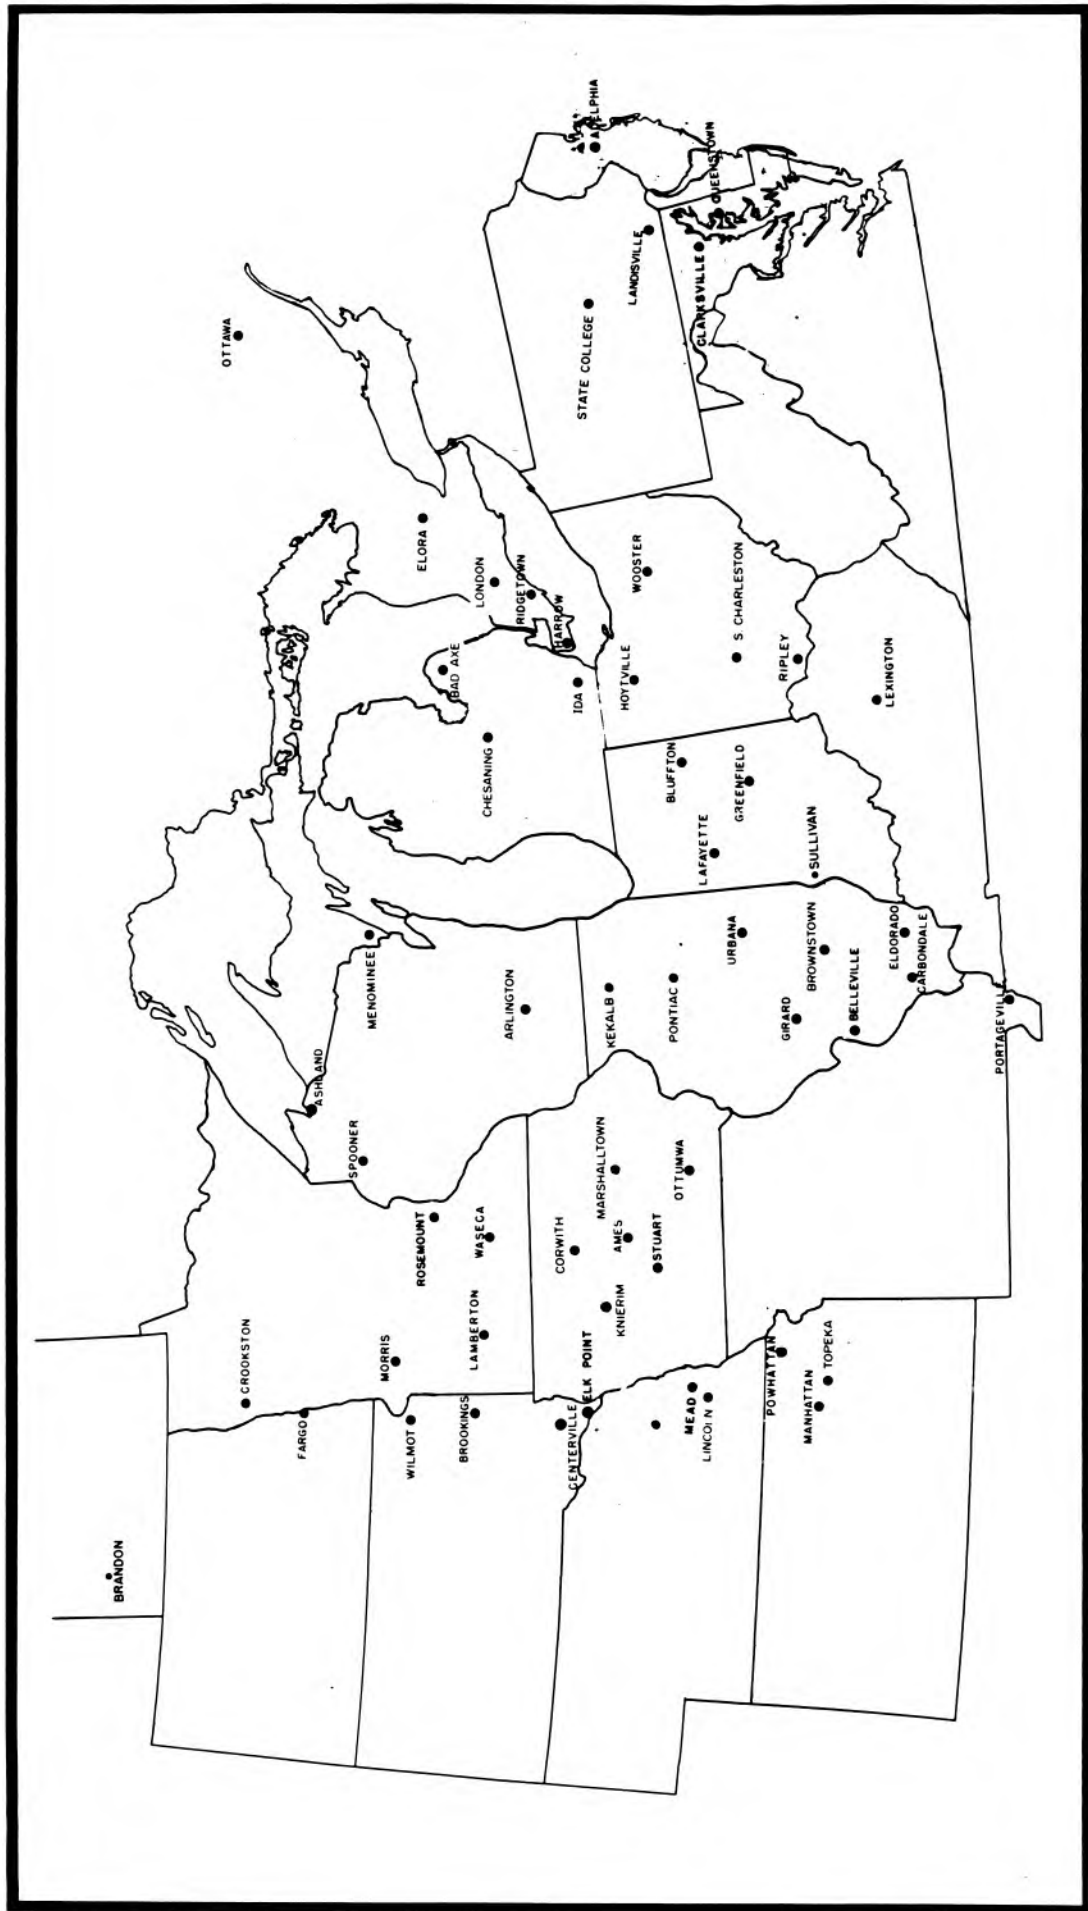 OTTAWA
ADELPHIA
QUEENSTOWN
LANDISVILLE
CLARKSVILLE
STATE COLLEGE
ELORA
LONDON
RIDGETOWN
HARROW
WOOSTER
BAD AXE
IDA
HOYTVILLE
S. CHARLESTON
RIPLEY
LEXINGTON
CHESANING
BLUFFTON
GREENFIELD
LAFAYETTE
SULLIVAN
MENOMINEE
ARLINGTON
URBANA
BROWNSTOWN
ELDORADO
CARBONDALE
KEKALB
PONTIAC
GIRARD
BELLEVILLE
PORTAGEVILLE
ASHLAND
SPOONER
ROSEMOUNT
WASECA
CORWITH
MARSHALLTOWN
AMES
STUART
OTTUMWA
KNIERIM
CROOKSTON
MORRIS
LAMBERTON
FARGO
WILMOT
BROOKINGS
CENTERVILLE
ELK POINT
MEAD
LINCOLN
POWHATTAN
MANHATTAN
TOPEKA
BRANDON